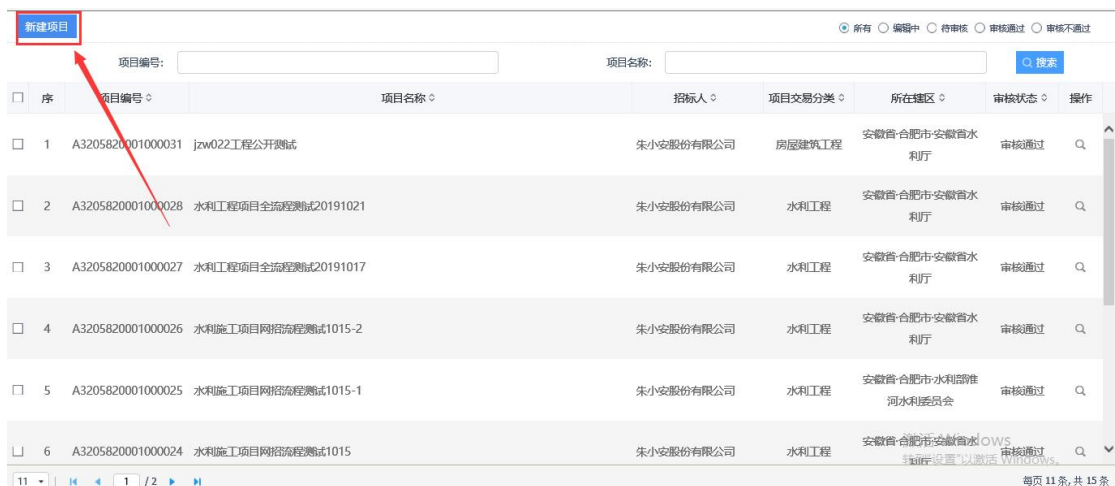 新建项目
所有 编辑中 待审核 审核通过 审核不通过
项目编号: 项目名称: 搜索
序 项目编号 项目名称 招标人 项目交易分类 所在辖区 审核状态 操作
1 A3205820001000031 jzw022工程公开测试 朱小安股份有限公司 房屋建筑工程 安徽省·合肥市·安徽省水 审核通过
利厅
2 A3205820001000028 水利工程项目全流程测试20191021 朱小安股份有限公司 水利工程 安徽省·合肥市·安徽省水 审核通过
利厅
3 A3205820001000027 水利工程项目全流程测试20191017 朱小安股份有限公司 水利工程 安徽省·合肥市·安徽省水 审核通过
利厅
4 A3205820001000026 水利施工项目网招流程测试1015-2 朱小安股份有限公司 水利工程 安徽省·合肥市·安徽省水 审核通过
利厅
5 A3205820001000025 水利施工项目网招流程测试1015-1 朱小安股份有限公司 水利工程 安徽省·合肥市·水利部淮 审核通过
河水利委员会
6 A3205820001000024 水利施工项目网招流程测试1015 朱小安股份有限公司 水利工程 安徽省·合肥市·安徽省水 审核通过
利厅
激活 Windows
转到"设置"以激活 Windows。
11 1 /2 每页 11 条, 共 15 条